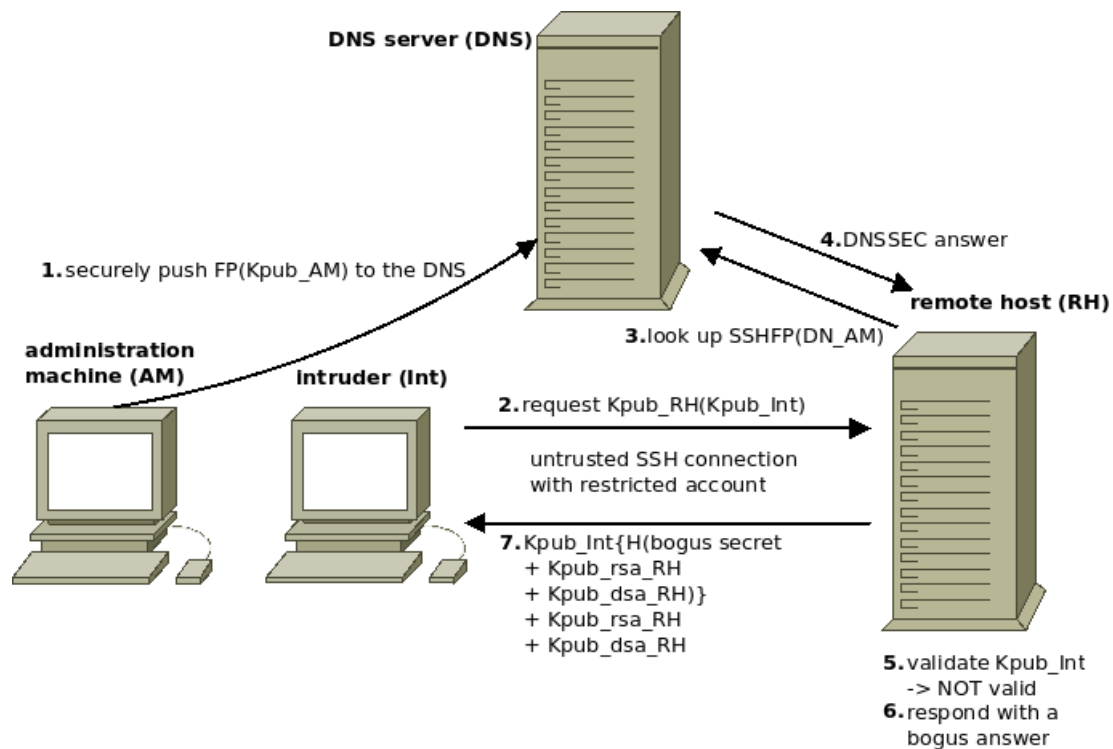 DNS server (DNS)
4.DNSSEC answer
1.securely push FP(Kpub_AM) to the DNS
remote host (RH)
3.look up SSHFP(DN_AM)
administration
machine (AM)
intruder (Int)
2.request Kpub_RH(Kpub_Int)
untrusted SSH connection
with restricted account
7.Kpub_Int{H(bogus secret
+ Kpub_rsa_RH
+ Kpub_dsa_RH)}
+ Kpub_rsa_RH
+ Kpub_dsa_RH
5.validate Kpub_Int
-> NOT valid
6.respond with a
bogus answer